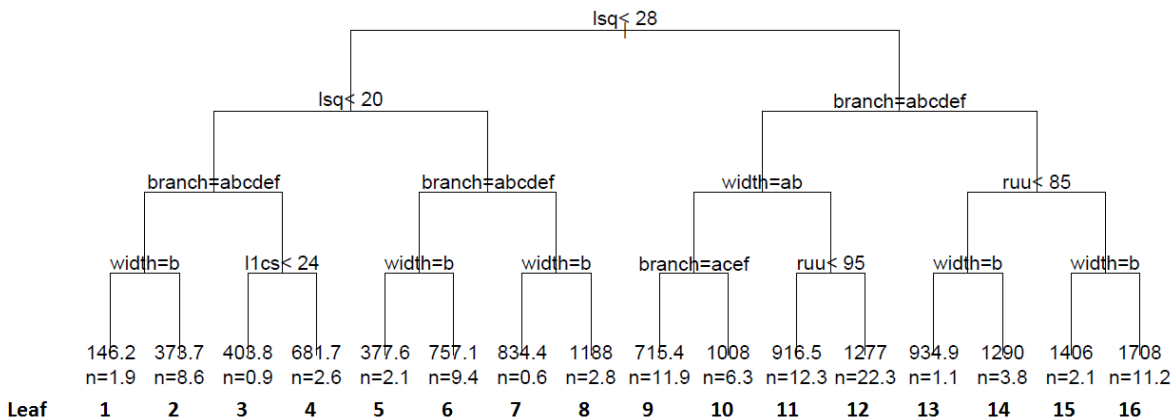 lsq< 28
lsq< 20 branch=abcdef
branch=abcdef branch=abcdef width=ab ruu< 85
width=b l1cs< 24 width=b width=b branch=acef ruu< 95 width=b width=b
146.2 373.7 403.8 681.7 377.6 757.1 834.4 1188 715.4 1008 916.5 1277 934.9 1290 1406 1708
n=1.9 n=8.6 n=0.9 n=2.6 n=2.1 n=9.4 n=0.6 n=2.8 n=11.9 n=6.3 n=12.3 n=22.3 n=1.1 n=3.8 n=2.1 n=11.2
Leaf 1 2 3 4 5 6 7 8 9 10 11 12 13 14 15 16